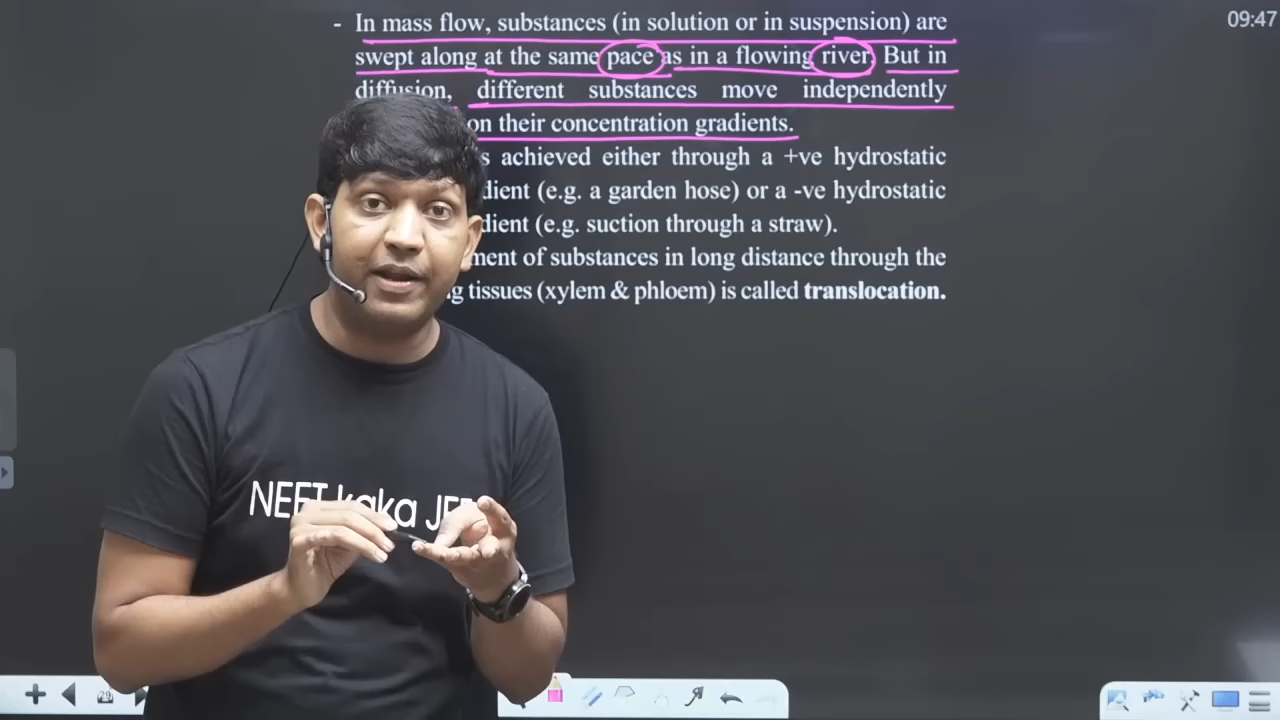 - In mass flow, substances (in solution or in suspension) are
swept along at the same pace as in a flowing river. But in
diffusion, different substances move independently
on their concentration gradients.
s achieved either through a +ve hydrostatic
dient (e.g. a garden hose) or a -ve hydrostatic
dient (e.g. suction through a straw).
ment of substances in long distance through the
g tissues (xylem & phloem) is called translocation.
09:47
NEET kaka JEE